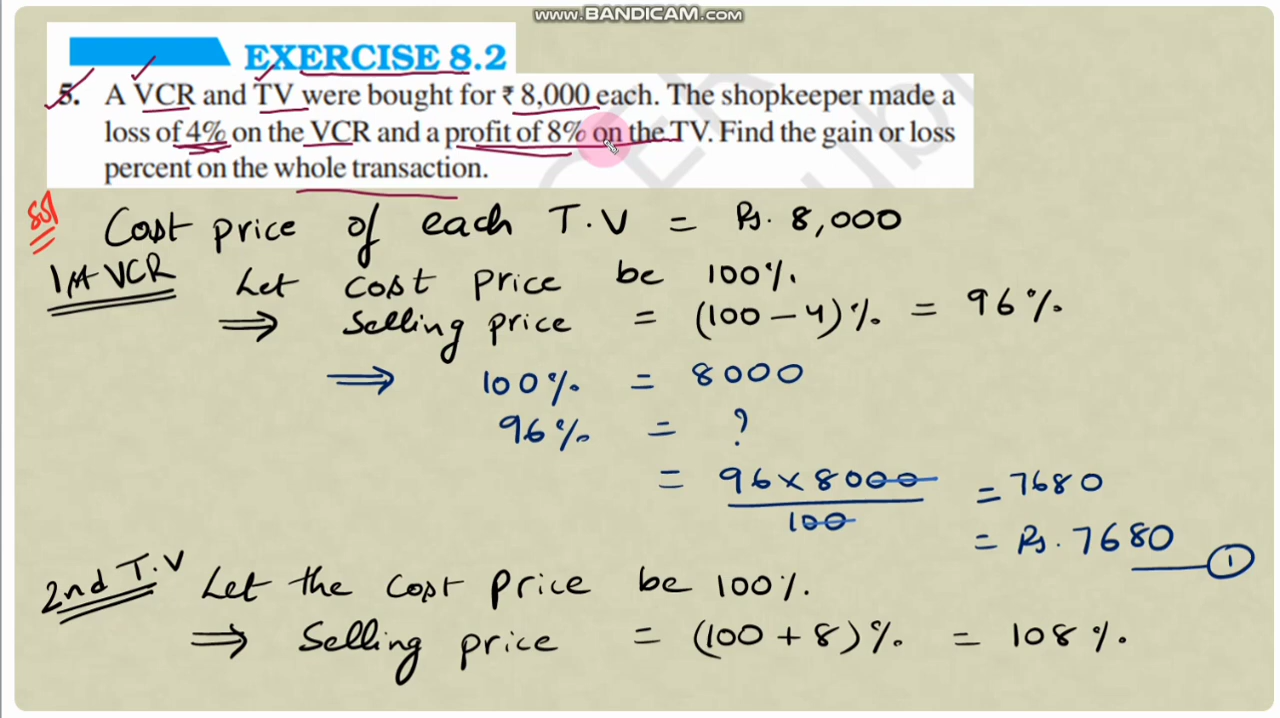 WWW.BANDICAM.COM
EXERCISE 8.2
5. A VCR and TV were bought for ₹ 8,000 each. The shopkeeper made a
loss of 4% on the VCR and a profit of 8% on the TV. Find the gain or loss
percent on the whole transaction.
Sol
Cost price of each T.V = Rs. 8,000
1st VCR Let cost price be 100%.
⇒ Selling price = (100 - 4)% = 96%
⇒ 100% = 8000
96% = ?
= 96 × 8000 / 100 = 7680
= Rs. 7680 ①
2nd T.V Let the cost price be 100%.
⇒ Selling price = (100 + 8)% = 108%